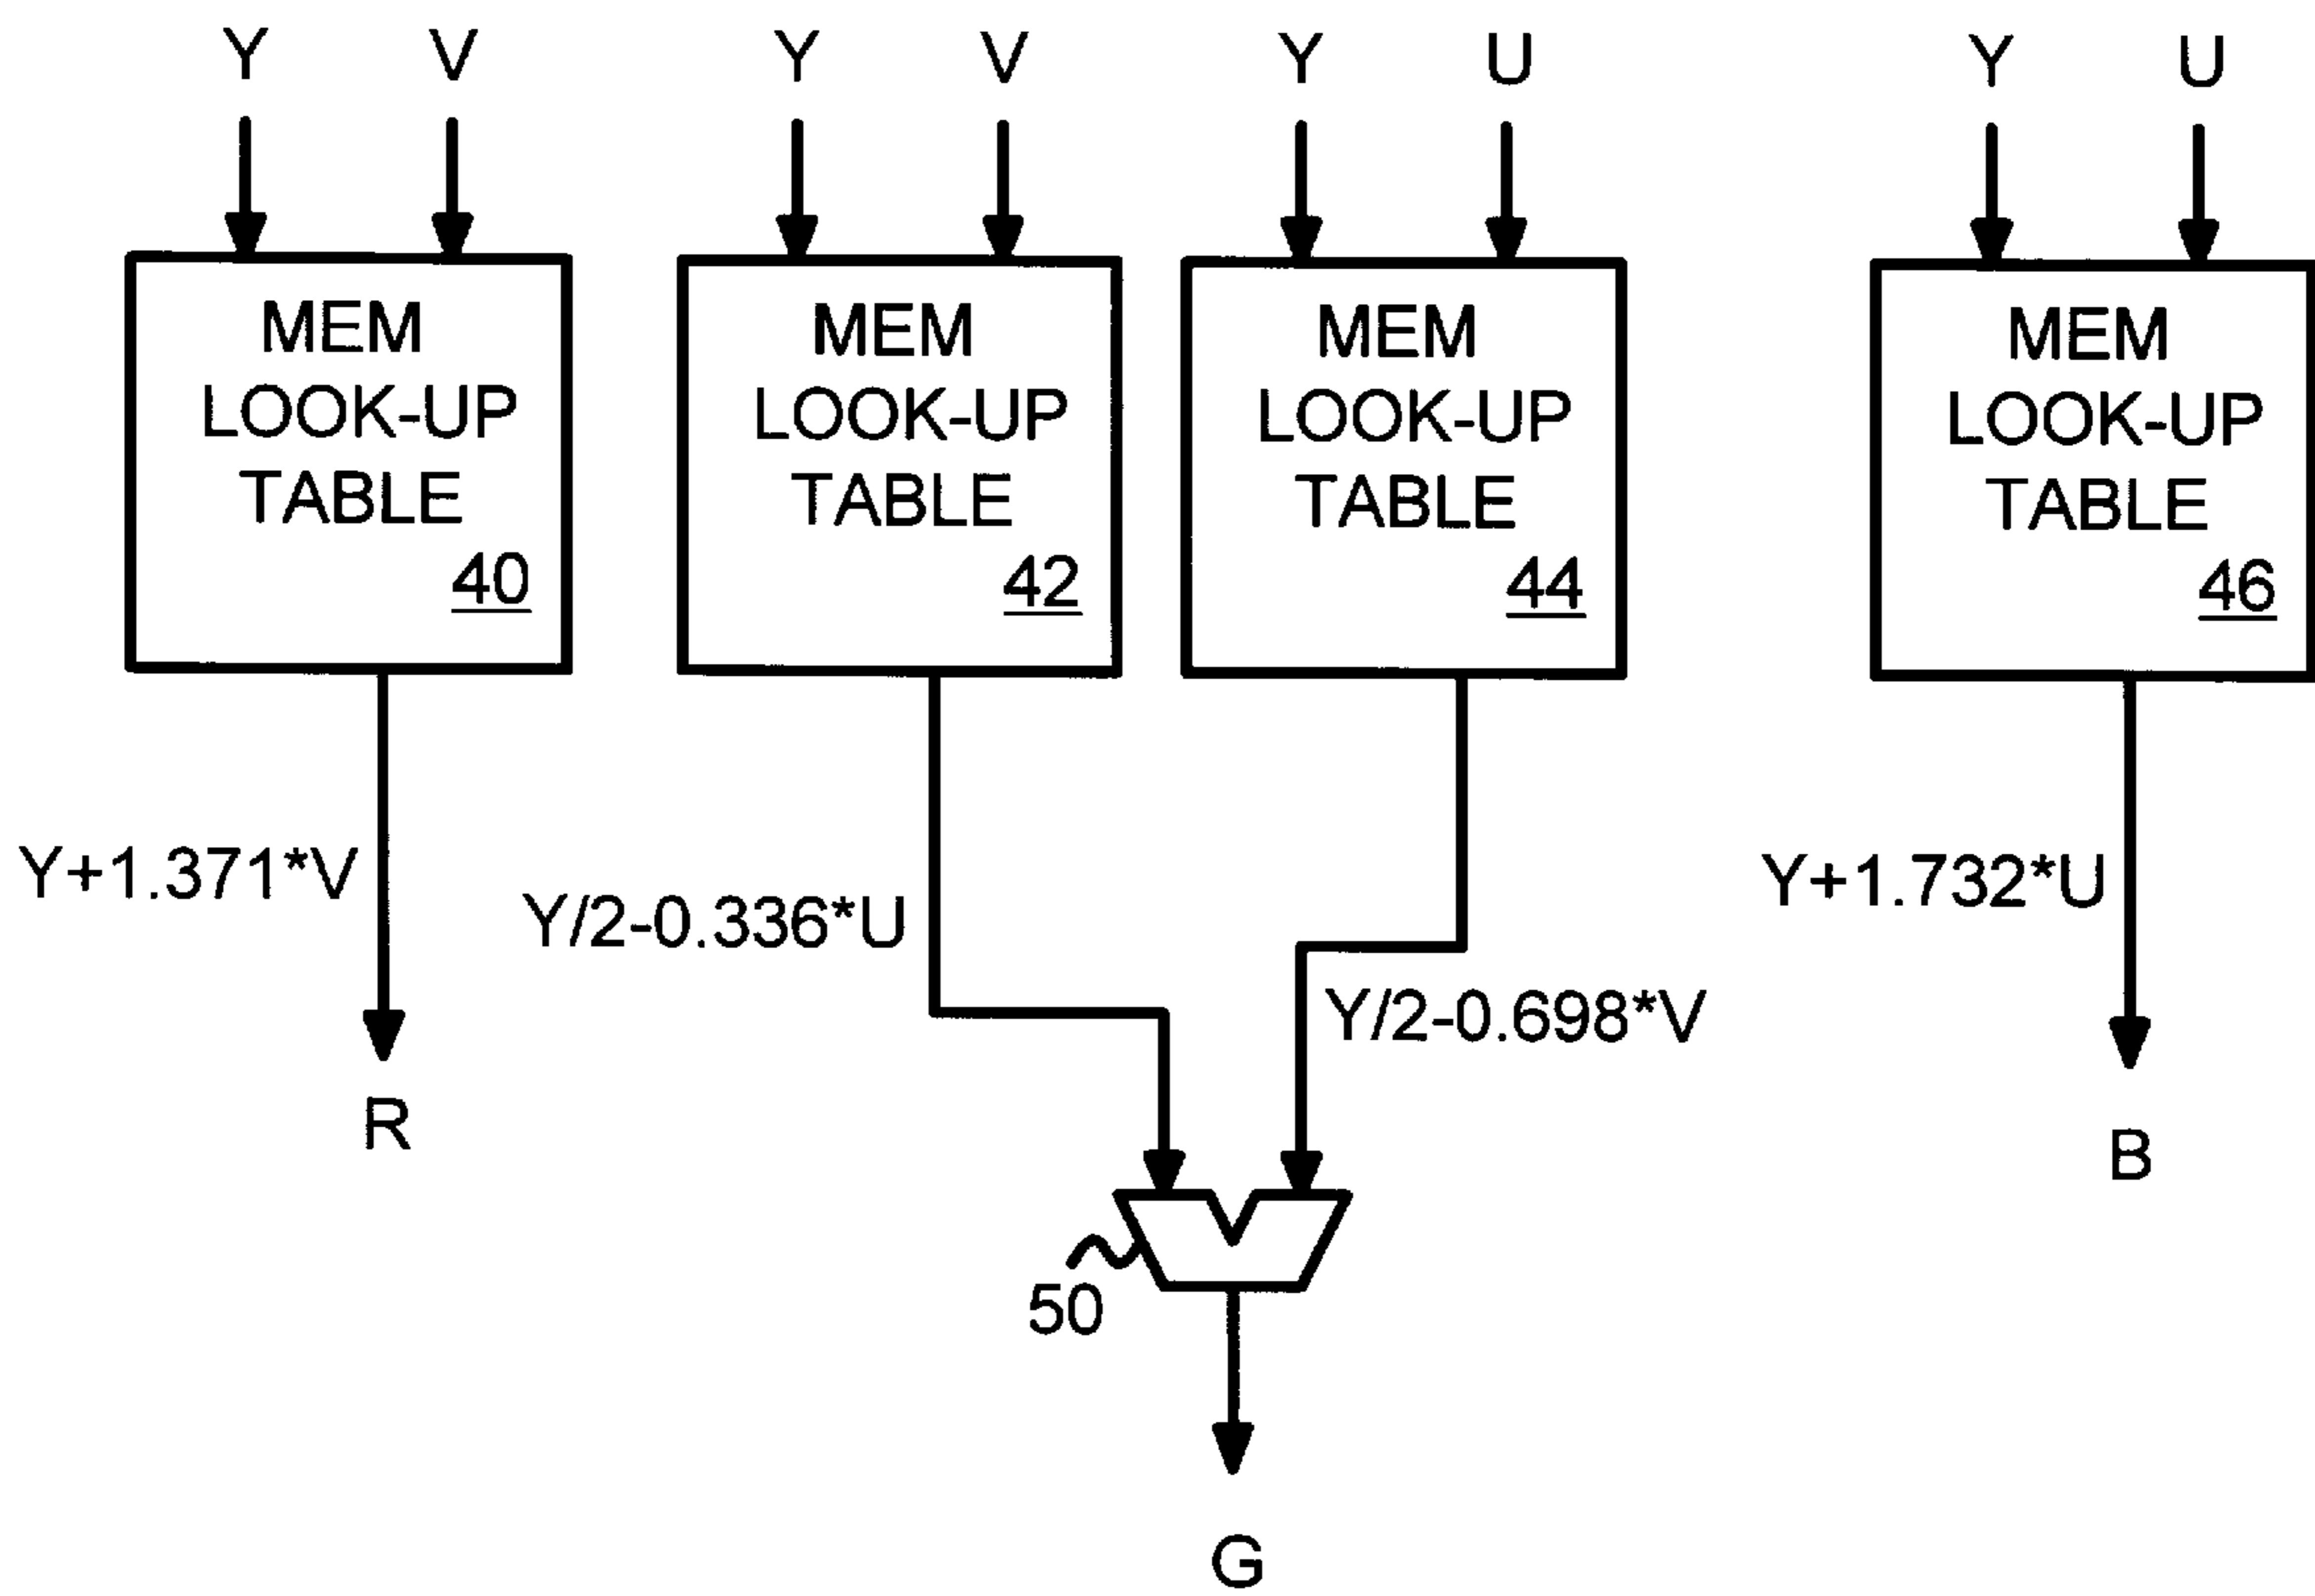 Y V Y V Y U Y U
MEM
LOOK-UP
TABLE
40
MEM
LOOK-UP
TABLE
42
MEM
LOOK-UP
TABLE
44
MEM
LOOK-UP
TABLE
46
Y+1.371*V
Y/2-0.336*U
Y/2-0.698*V
Y+1.732*U
R
B
50
G